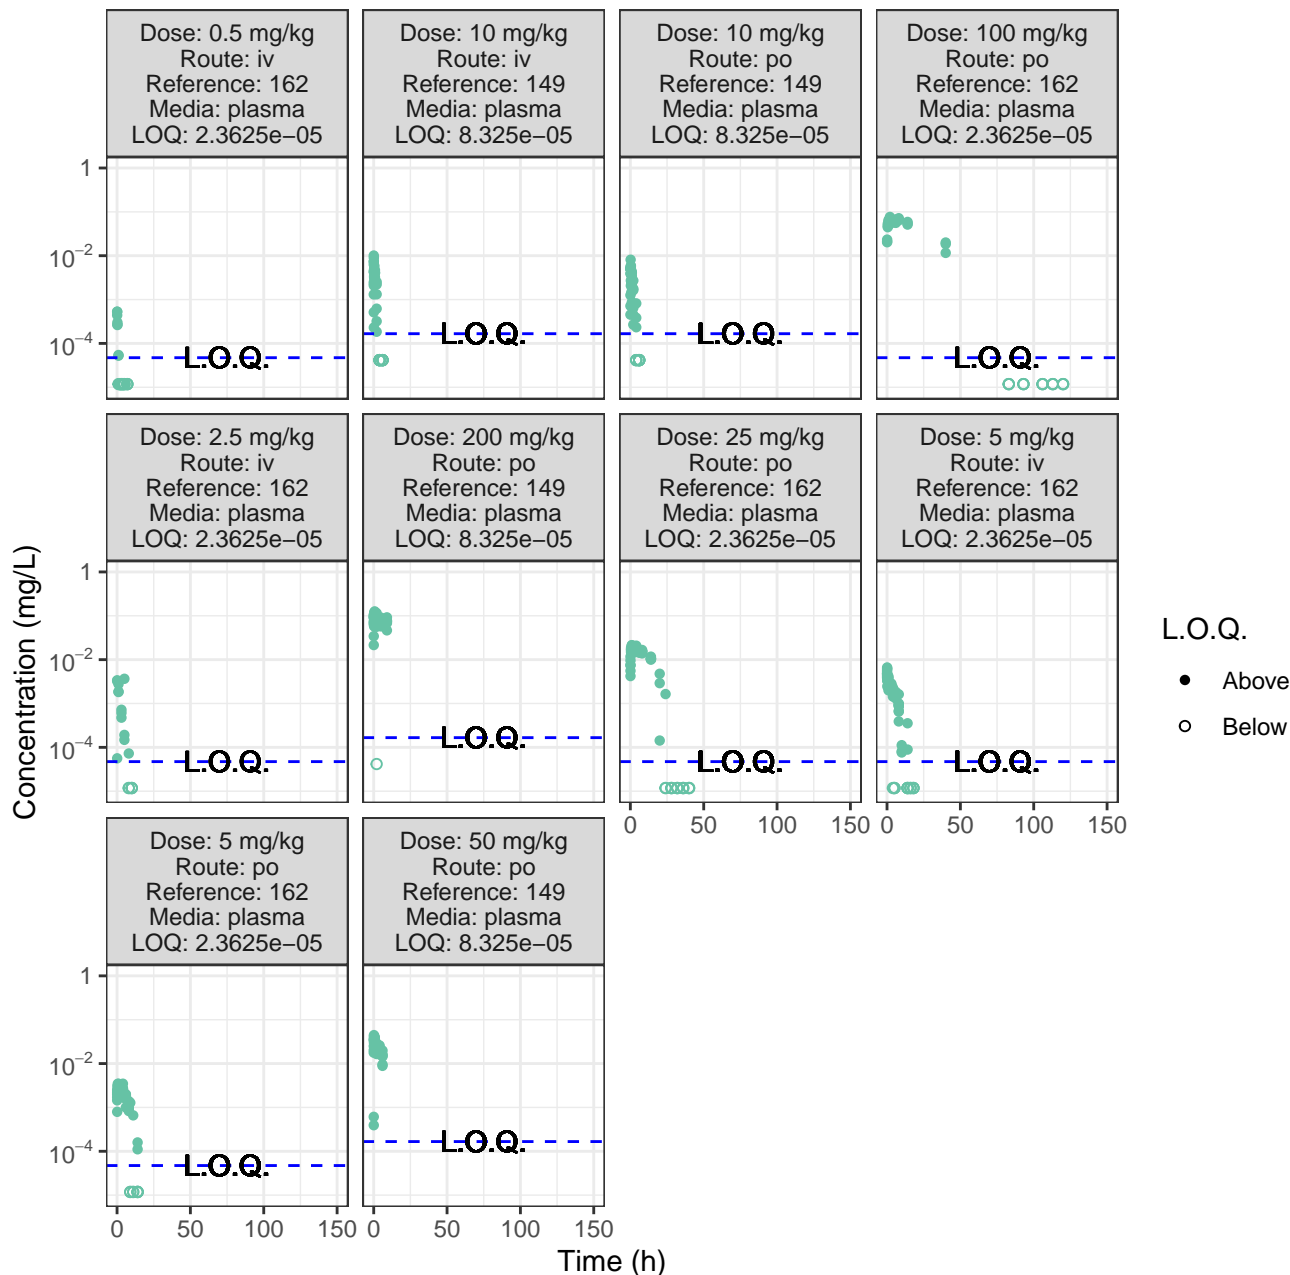 Dose: 0.5 mg/kg
Route: iv
Reference: 162
Media: plasma
LOQ: 2.3625e−05
Dose: 10 mg/kg
Route: iv
Reference: 149
Media: plasma
LOQ: 8.325e−05
Dose: 10 mg/kg
Route: po
Reference: 149
Media: plasma
LOQ: 8.325e−05
Dose: 100 mg/kg
Route: po
Reference: 162
Media: plasma
LOQ: 2.3625e−05
1
10⁻²
10⁻⁴
L.O.Q.
L.O.Q.
L.O.Q.
L.O.Q.
Dose: 2.5 mg/kg
Route: iv
Reference: 162
Media: plasma
LOQ: 2.3625e−05
Dose: 200 mg/kg
Route: po
Reference: 149
Media: plasma
LOQ: 8.325e−05
Dose: 25 mg/kg
Route: po
Reference: 162
Media: plasma
LOQ: 2.3625e−05
Dose: 5 mg/kg
Route: iv
Reference: 162
Media: plasma
LOQ: 2.3625e−05
1
10⁻²
10⁻⁴
L.O.Q.
L.O.Q.
L.O.Q.
L.O.Q.
0 50 100 150
0 50 100 150
Dose: 5 mg/kg
Route: po
Reference: 162
Media: plasma
LOQ: 2.3625e−05
Dose: 50 mg/kg
Route: po
Reference: 149
Media: plasma
LOQ: 8.325e−05
1
10⁻²
10⁻⁴
L.O.Q.
L.O.Q.
0 50 100 150
0 50 100 150
Time (h)
Concentration (mg/L)
L.O.Q.
Above
Below